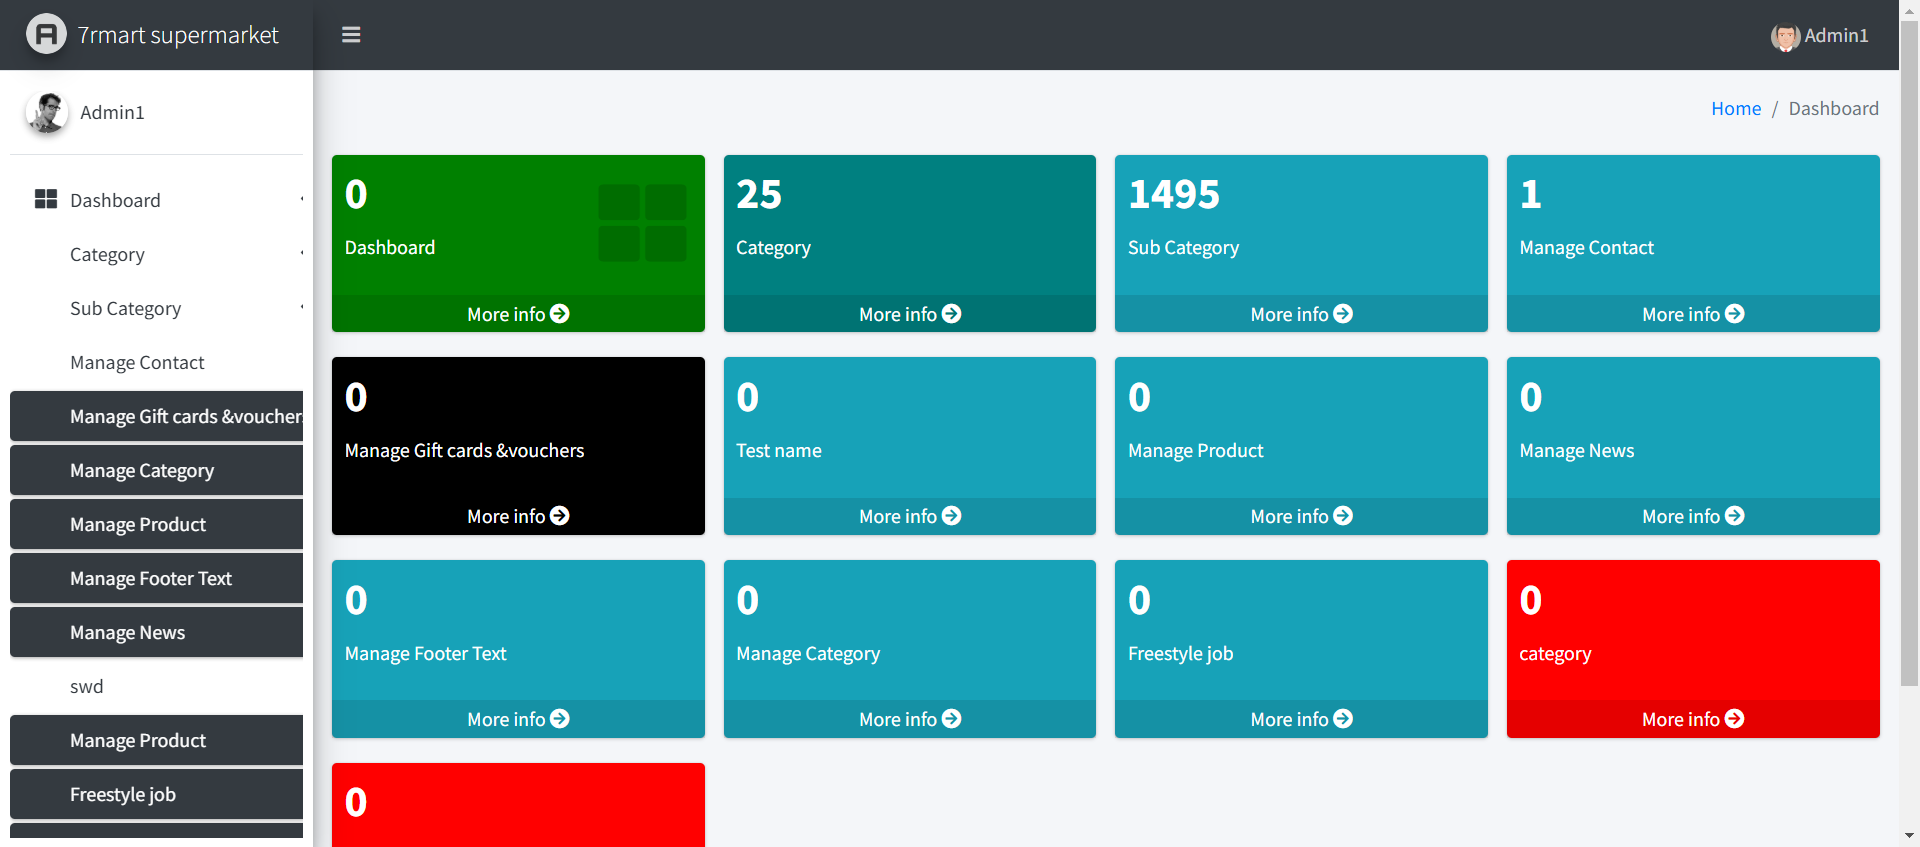 7rmart supermarket
Admin1
Admin1
Home / Dashboard
Dashboard
Category
Sub Category
Manage Contact
Manage Gift cards &voucher
Manage Category
Manage Product
Manage Footer Text
Manage News
swd
Manage Product
Freestyle job
0
Dashboard
More info
25
Category
More info
1495
Sub Category
More info
1
Manage Contact
More info
0
Manage Gift cards &vouchers
More info
0
Test name
More info
0
Manage Product
More info
0
Manage News
More info
0
Manage Footer Text
More info
0
Manage Category
More info
0
Freestyle job
More info
0
category
More info
0